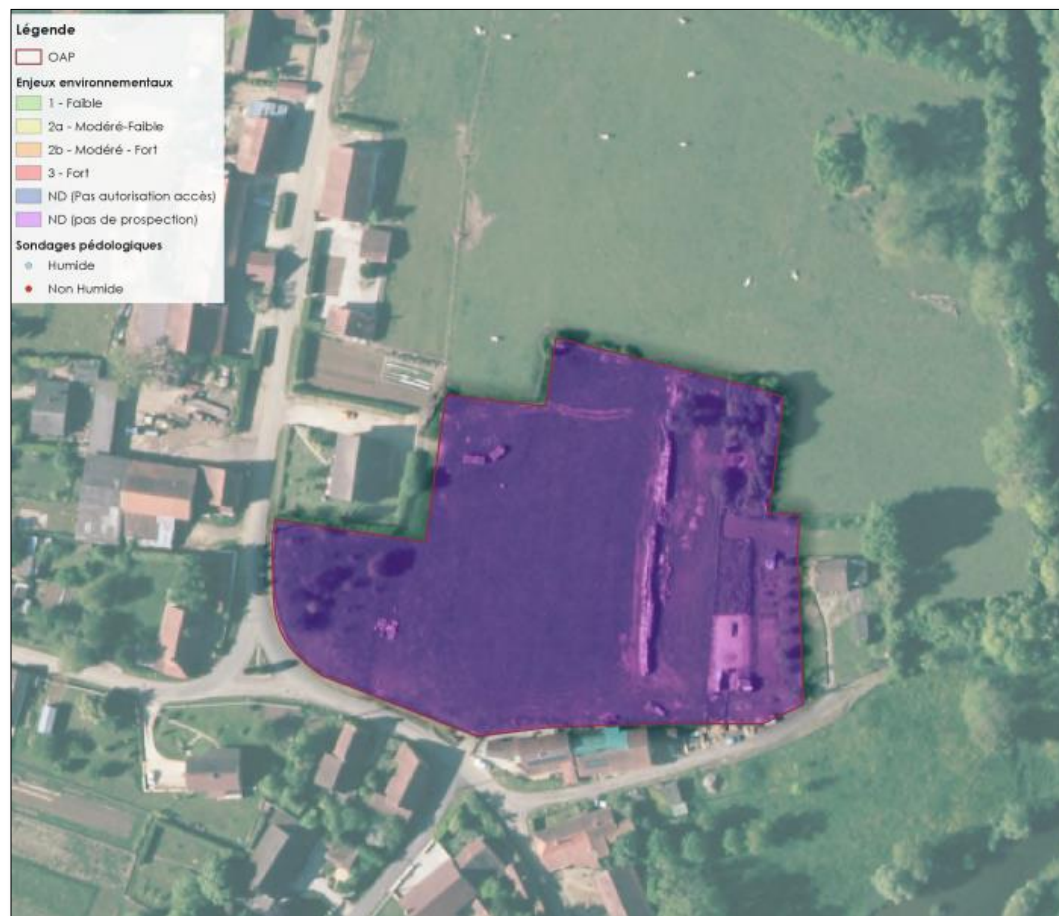 Légende
OAP
Enjeux environnementaux
1 - Faible
2a - Modéré-Faible
2b - Modéré - Fort
3 - Fort
ND (Pas autorisation accès)
ND (pas de prospection)
Sondages pédologiques
Humide
Non Humide